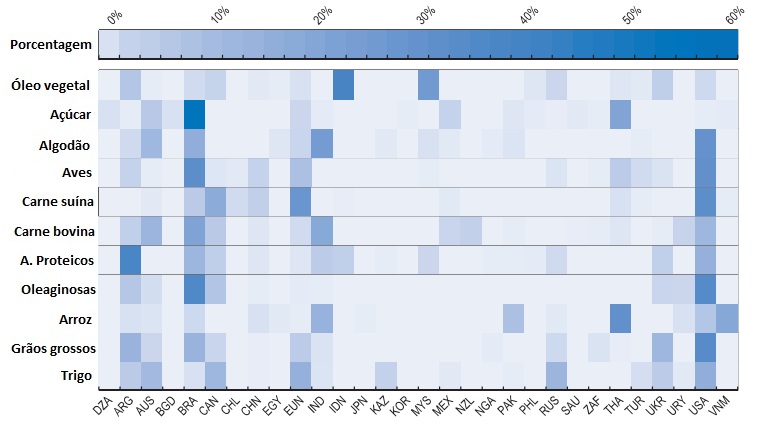 0% 10% 20% 30% 40% 50% 60%
Porcentagem
Óleo vegetal
Açúcar
Algodão
Aves
Carne suína
Carne bovina
A. Proteicos
Oleaginosas
Arroz
Grãos grossos
Trigo
DZA ARG AUS BGD BRA CAN CHL CHN EGY EUN IND IDN JPN KAZ KOR MYS MEX NZL NGA PAK PHL RUS SAU ZAF THA TUR UKR URY USA VNM